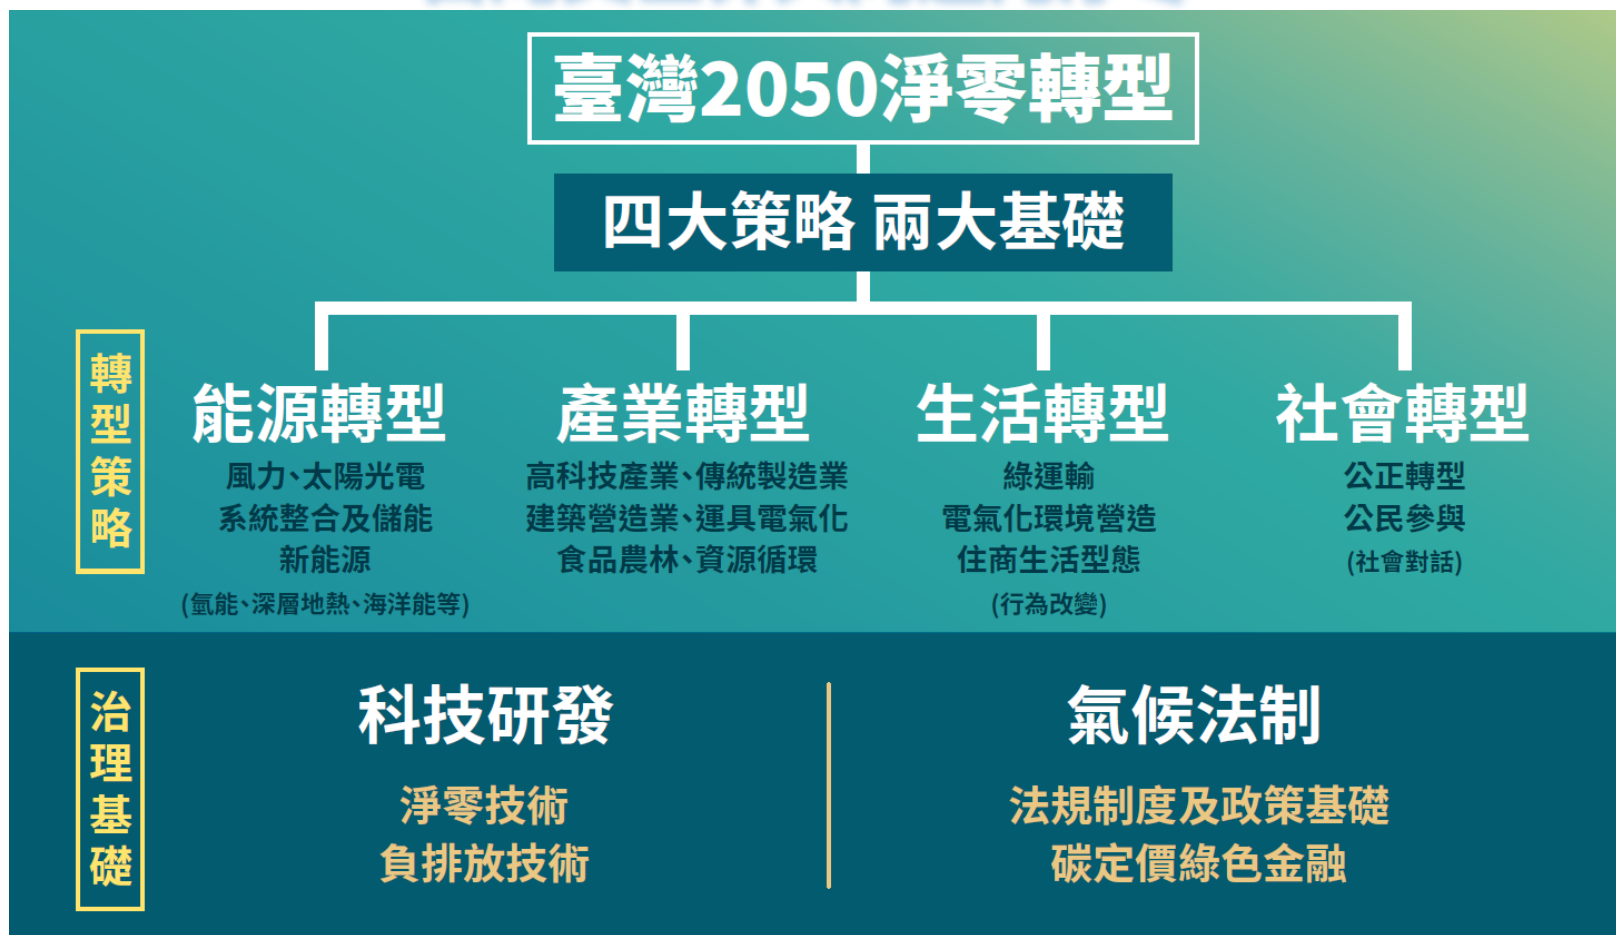 臺灣2050淨零轉型
四大策略 兩大基礎
轉型策略
能源轉型
風力、太陽光電
系統整合及儲能
新能源
(氫能、深層地熱、海洋能等)
產業轉型
高科技產業、傳統製造業
建築營造業、運具電氣化
食品農林、資源循環
生活轉型
綠運輸
電氣化環境營造
住商生活型態
(行為改變)
社會轉型
公正轉型
公民參與
(社會對話)
治理基礎
科技研發
淨零技術
負排放技術
氣候法制
法規制度及政策基礎
碳定價綠色金融